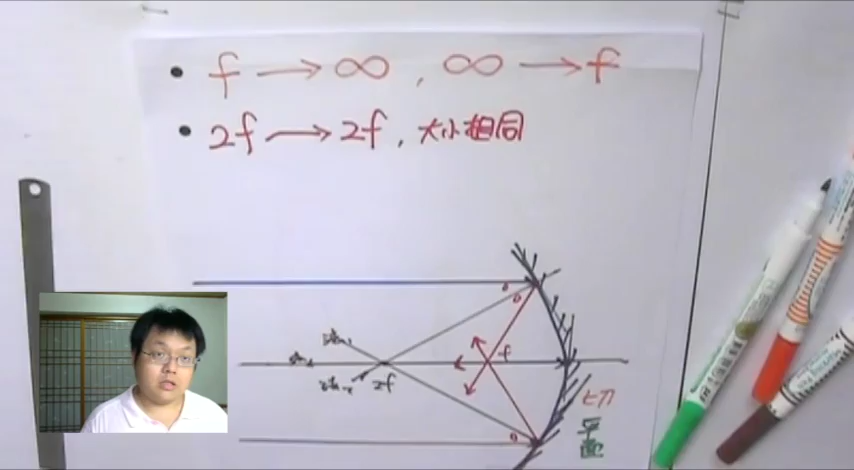 • f → ∞ , ∞ → f
• 2f → 2f , 大小相同
f
2f
切
平面